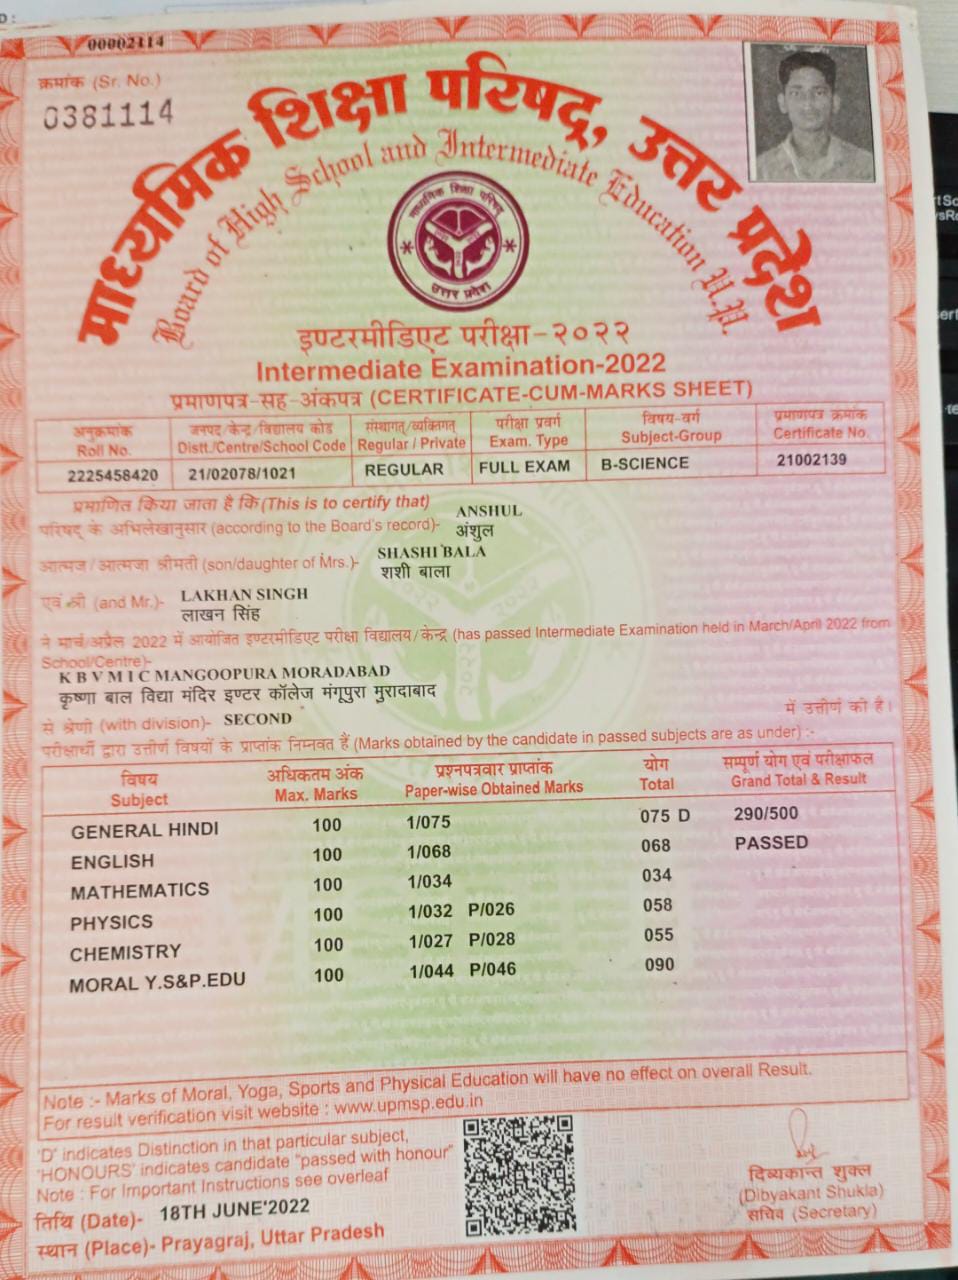 00002114
क्रमांक (Sr. No.)
0381114
माध्यमिक शिक्षा परिषद्, उत्तर प्रदेश
Board of High School and Intermediate Education U.P.
माध्यमिक शिक्षा परिषद्
उत्तर प्रदेश
इण्टरमीडिएट परीक्षा-२०२२
Intermediate Examination-2022
प्रमाणपत्र-सह-अंकपत्र (CERTIFICATE-CUM-MARKS SHEET)
अनुक्रमांक जनपद/केन्द्र/विद्यालय कोड संस्थागत्/व्यक्तिगत् परीक्षा प्रवर्ग विषय-वर्ग प्रमाणपत्र क्रमांक
Roll No. Distt./Centre/School Code Regular / Private Exam. Type Subject-Group Certificate No.
2225458420 21/02078/1021 REGULAR FULL EXAM B-SCIENCE 21002139
प्रमाणित किया जाता है कि (This is to certify that) ANSHUL
परिषद् के अभिलेखानुसार (according to the Board's record)- अंशुल
SHASHI BALA
आत्मज/आत्मजा श्रीमती (son/daughter of Mrs.)- शशी बाला
एवं श्री (and Mr.)- LAKHAN SINGH
लाखन सिंह
ने मार्च/अप्रैल 2022 में आयोजित इण्टरमीडिएट परीक्षा विद्यालय/केन्द्र (has passed Intermediate Examination held in March/April 2022 from
School/Centre)-
K B V M I C MANGOOPURA MORADABAD
कृष्णा बाल विद्या मंदिर इण्टर कॉलेज मंगूपुरा मुरादाबाद
से श्रेणी (with division)- SECOND में उत्तीर्ण की है।
परीक्षार्थी द्वारा उत्तीर्ण विषयों के प्राप्तांक निम्नवत हैं (Marks obtained by the candidate in passed subjects are as under) :-
विषय अधिकतम अंक प्रश्नपत्रवार प्राप्तांक योग सम्पूर्ण योग एवं परीक्षाफल
Subject Max. Marks Paper-wise Obtained Marks Total Grand Total & Result
GENERAL HINDI 100 1/075 075 D 290/500
ENGLISH 100 1/068 068 PASSED
MATHEMATICS 100 1/034 034
PHYSICS 100 1/032 P/026 058
CHEMISTRY 100 1/027 P/028 055
MORAL Y.S&P.EDU 100 1/044 P/046 090
Note :- Marks of Moral, Yoga, Sports and Physical Education will have no effect on overall Result.
For result verification visit website : www.upmsp.edu.in
'D' indicates Distinction in that particular subject,
'HONOURS' indicates candidate "passed with honour"
Note : For Important Instructions see overleaf
तिथि (Date)- 18TH JUNE'2022
स्थान (Place)- Prayagraj, Uttar Pradesh
दिव्यकान्त शुक्ल
(Dibyakant Shukla)
सचिव (Secretary)